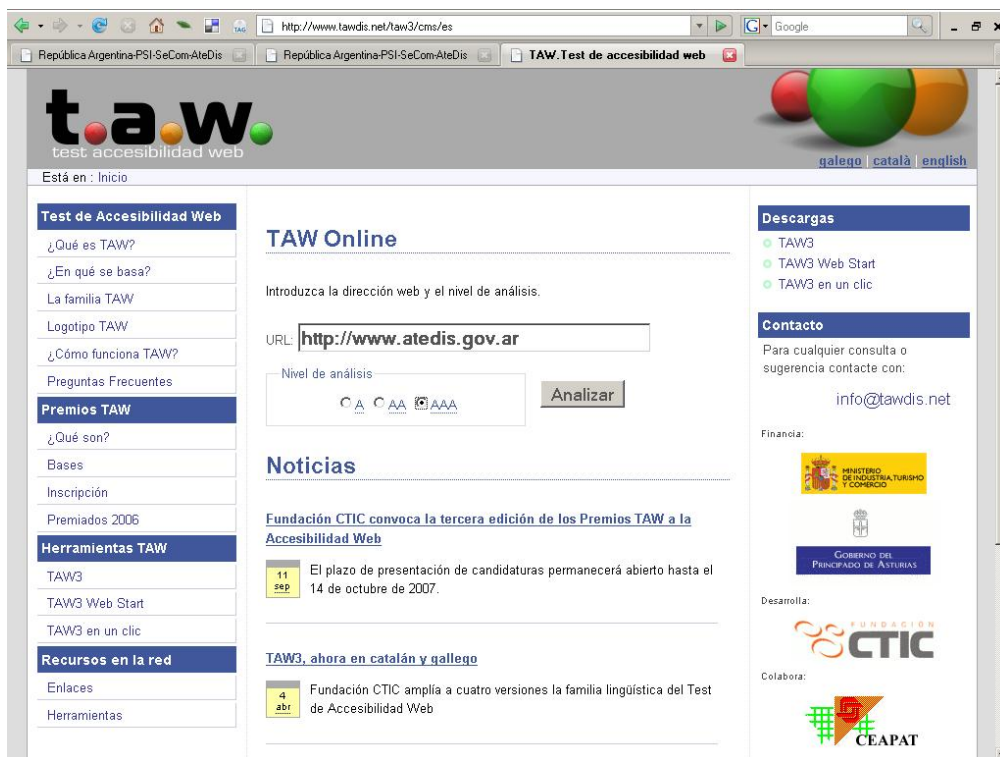 TAG
http://www.tawdis.net/taw3/cms/es
G Google
República Argentina-PSI-SeCom-AteDis
República Argentina-PSI-SeCom-AteDis
TAW.Test de accesibilidad web
t.a.w.
test accesibilidad web
galego | català | english
Está en : Inicio
Test de Accesibilidad Web
¿Qué es TAW?
¿En qué se basa?
La familia TAW
Logotipo TAW
¿Cómo funciona TAW?
Preguntas Frecuentes
Premios TAW
¿Qué son?
Bases
Inscripción
Premiados 2006
Herramientas TAW
TAW3
TAW3 Web Start
TAW3 en un clic
Recursos en la red
Enlaces
Herramientas
TAW Online
Introduzca la dirección web y el nivel de análisis.
URL: http://www.atedis.gov.ar
Nivel de análisis
A AA AAA
Analizar
Noticias
Fundación CTIC convoca la tercera edición de los Premios TAW a la
Accesibilidad Web
11
sep
El plazo de presentación de candidaturas permanecerá abierto hasta el
14 de octubre de 2007.
TAW3, ahora en catalán y gallego
4
abr
Fundación CTIC amplía a cuatro versiones la familia lingüística del Test
de Accesibilidad Web
Descargas
TAW3
TAW3 Web Start
TAW3 en un clic
Contacto
Para cualquier consulta o
sugerencia contacte con:
info@tawdis.net
Financia:
MINISTERIO
DE INDUSTRIA, TURISMO
Y COMERCIO
GOBIERNO DEL
PRINCIPADO DE ASTURIAS
Desarrolla:
FUNDACIÓN
CTIC
Colabora:
CEAPAT